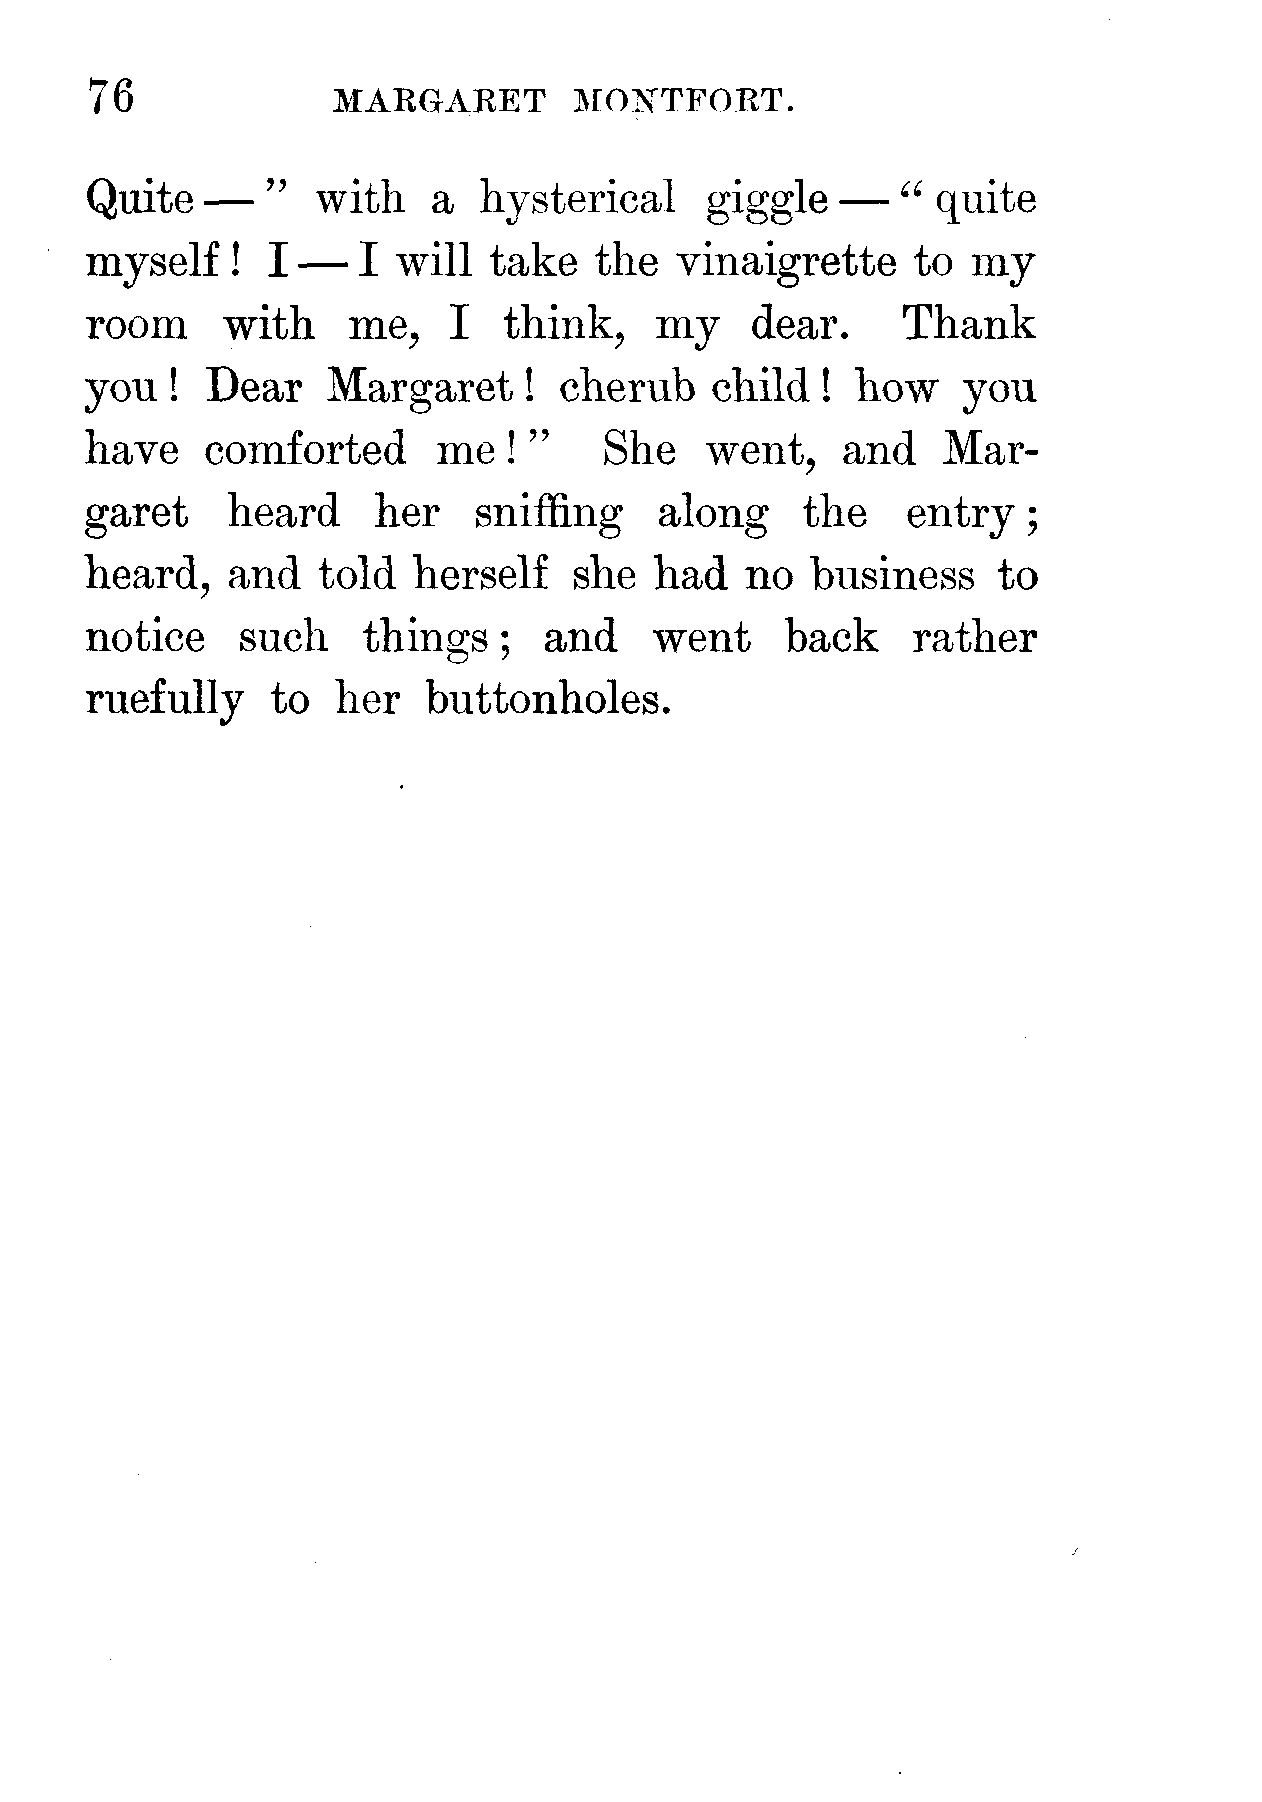 76 MARGARET MONTFORT.
Quite — ” with a hysterical giggle — “ quite
myself ! I — I will take the vinaigrette to my
room with me, I think, my dear. Thank
you ! Dear Margaret ! cherub child ! how you
have comforted me ! ” She went, and Mar-
garet heard her sniffing along the entry ;
heard, and told herself she had no business to
notice such things ; and went back rather
ruefully to her buttonholes.